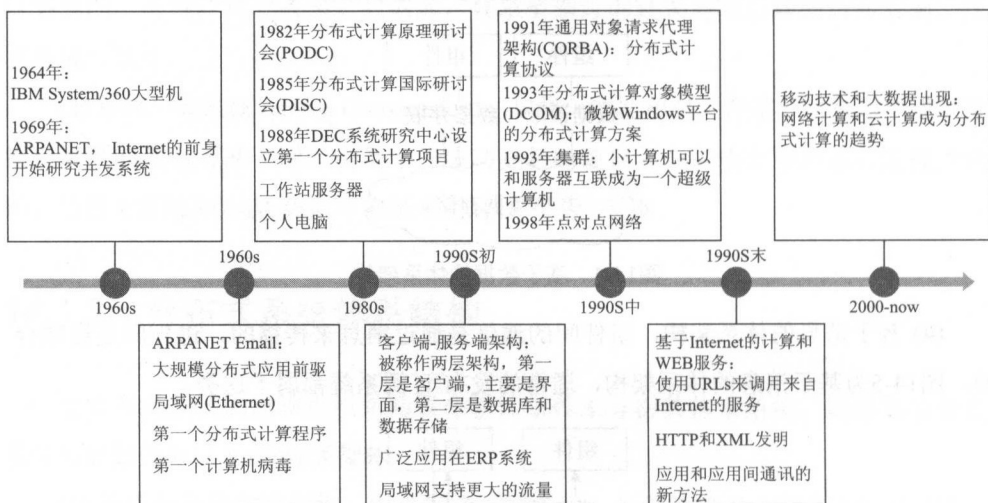 1964年：
IBM System/360大型机
1969年：
ARPANET， Internet的前身
开始研究并发系统
1982年分布式计算原理研讨
会(PODC)
1985年分布式计算国际研讨
会(DISC)
1988年DEC系统研究中心设
立第一个分布式计算项目
工作站服务器
个人电脑
1991年通用对象请求代理
架构(CORBA)：分布式计
算协议
1993年分布式计算对象模型
(DCOM)：微软Windows平台
的分布式计算方案
1993年集群：小计算机可以
和服务器互联成为一个超级
计算机
1998年点对点网络
移动技术和大数据出现：
网络计算和云计算成为分布
式计算的趋势
1960s
1990S初
1990S末
1960s
1980s
1990S中
2000-now
ARPANET Email：
大规模分布式应用前驱
局域网(Ethernet)
第一个分布式计算程序
第一个计算机病毒
客户端-服务端架构：
被称作两层架构，第一
层是客户端，主要是界
面，第二层是数据库和
数据存储
广泛应用在ERP系统
局域网支持更大的流量
基于Internet的计算和
WEB服务：
使用URLs来调用来自
Internet的服务
HTTP和XML发明
应用和应用间通讯的
新方法